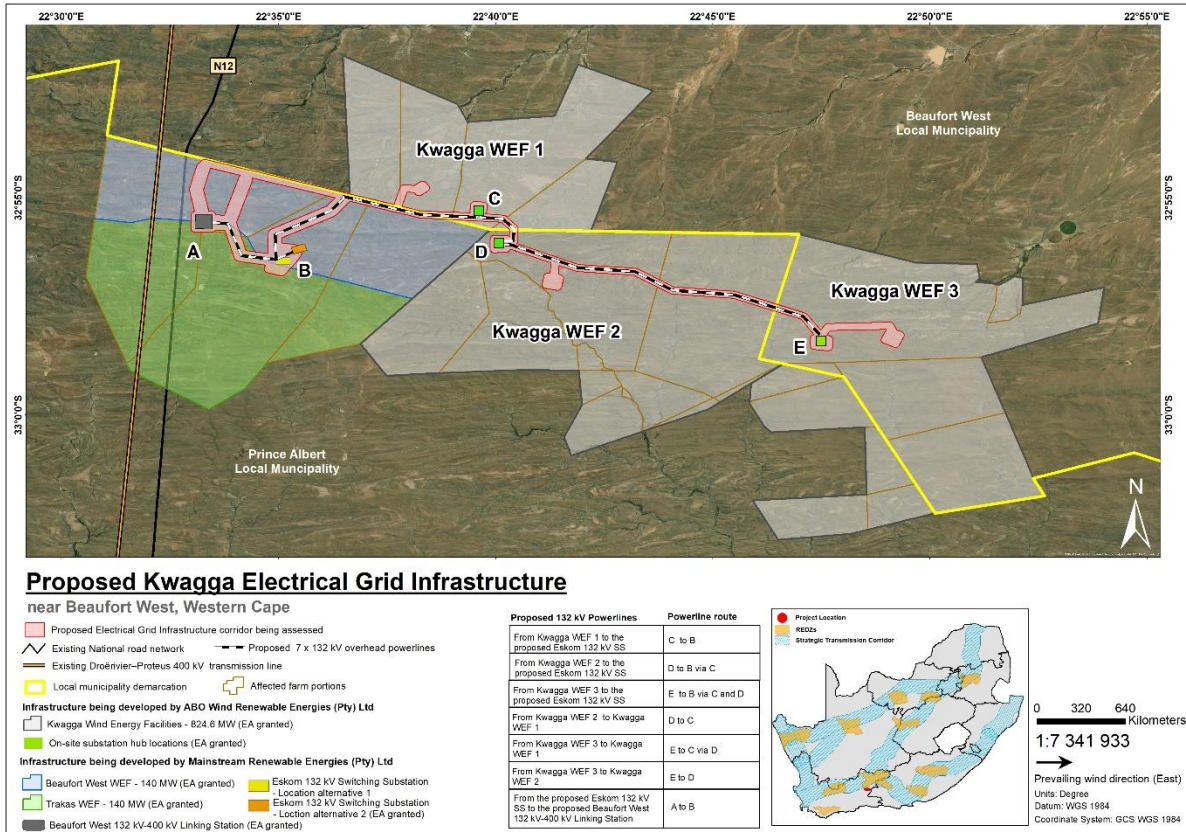 22°30'0"E 22°35'0"E 22°40'0"E 22°45'0"E 22°50'0"E 22°55'0"E
N12
Beaufort West
Local Muncipality
Kwagga WEF 1
32°55'0"S
32°55'0"S
C
A
D
B
Kwagga WEF 3
Kwagga WEF 2
E
33°0'0"S
33°0'0"S
Prince Albert
Local Muncipality
N
Proposed Kwagga Electrical Grid Infrastructure
near Beaufort West, Western Cape
Proposed Electrical Grid Infrastructure corridor being assessed
Existing National road network
Proposed 7 x 132 kV overhead powerlines
Existing Droërivier–Proteus 400 kV transmission line
Local municipality demarcation
Affected farm portions
Infrastructure being developed by ABO Wind Renewable Energies (Pty) Ltd
Kwagga Wind Energy Facilities - 824.6 MW (EA granted)
On-site substation hub locations (EA granted)
Infrastructure being developed by Mainstream Renewable Energies (Pty) Ltd
Beaufort West WEF - 140 MW (EA granted)
Eskom 132 kV Switching Substation
- Location alternative 1
Trakas WEF - 140 MW (EA granted)
Eskom 132 kV Switching Substation
- Loction alternative 2 (EA granted)
Beaufort West 132 kV-400 kV Linking Station (EA granted)
Proposed 132 kV Powerlines Powerline route
From Kwagga WEF 1 to the
proposed Eskom 132 kV SS
C to B
From Kwagga WEF 2 to the
proposed Eskom 132 kV SS
D to B via C
From Kwagga WEF 3 to the
proposed Eskom 132 kV SS
E to B via C and D
From Kwagga WEF 2 to Kwagga
WEF 1
D to C
From Kwagga WEF 3 to Kwagga
WEF 1
E to C via D
From Kwagga WEF 3 to Kwagga
WEF 2
E to D
From the proposed Eskom 132 kV
SS to the proposed Beaufort West
132 kV-400 kV Linking Station
A to B
Project Location
REDZs
Strategic Transmission Corridor
0 320 640
Kilometers
1:7 341 933
Prevailing wind direction (East)
Units: Degree
Datum: WGS 1984
Coordinate System: GCS WGS 1984